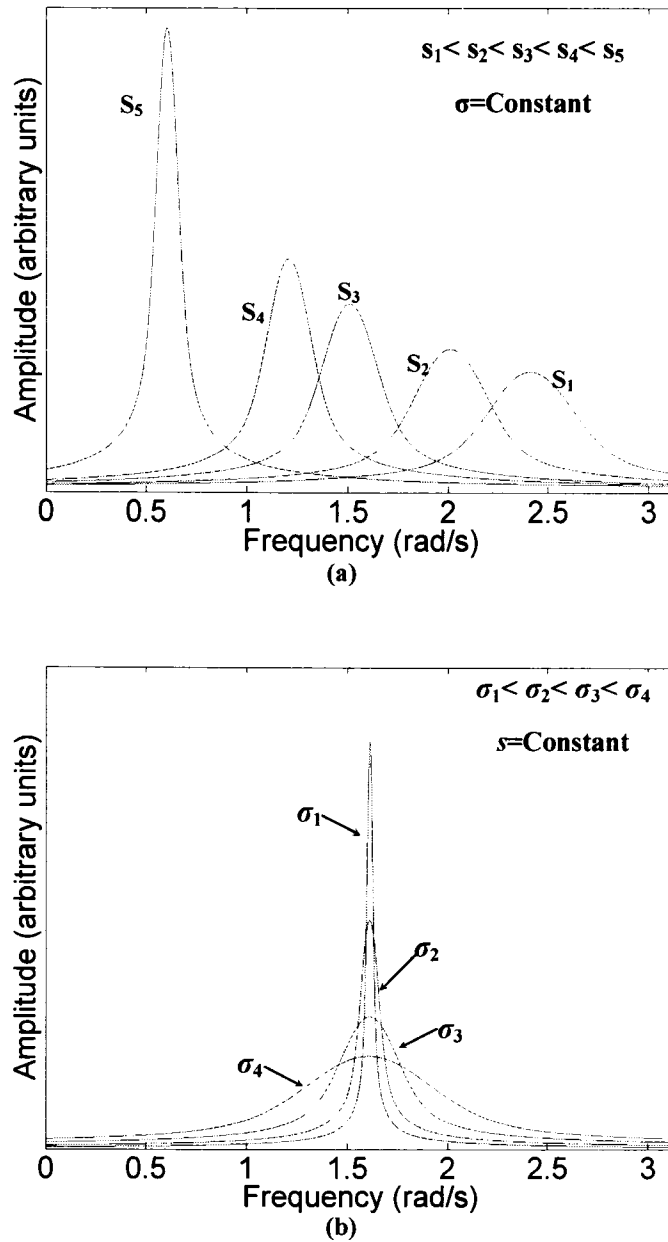 s₁< s₂< s₃< s₄< s₅
σ=Constant
S₅
S₄
S₃
S₂
S₁
Amplitude (arbitrary units)
0 0.5 1 1.5 2 2.5 3
Frequency (rad/s)
(a)
σ₁< σ₂< σ₃< σ₄
s=Constant
σ₁
σ₂
σ₃
σ₄
Amplitude (arbitrary units)
0 0.5 1 1.5 2 2.5 3
Frequency (rad/s)
(b)